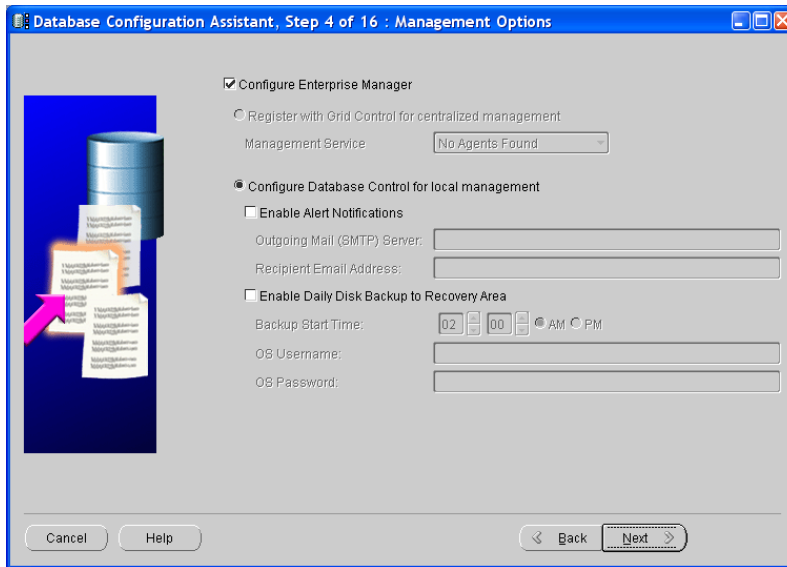 Database Configuration Assistant, Step 4 of 16 : Management Options
Configure Enterprise Manager
Register with Grid Control for centralized management
Management Service No Agents Found
Configure Database Control for local management
Enable Alert Notifications
Outgoing Mail (SMTP) Server:
Recipient Email Address:
Enable Daily Disk Backup to Recovery Area
Backup Start Time: 02 00 AM PM
OS Username:
OS Password:
Cancel Help Back Next